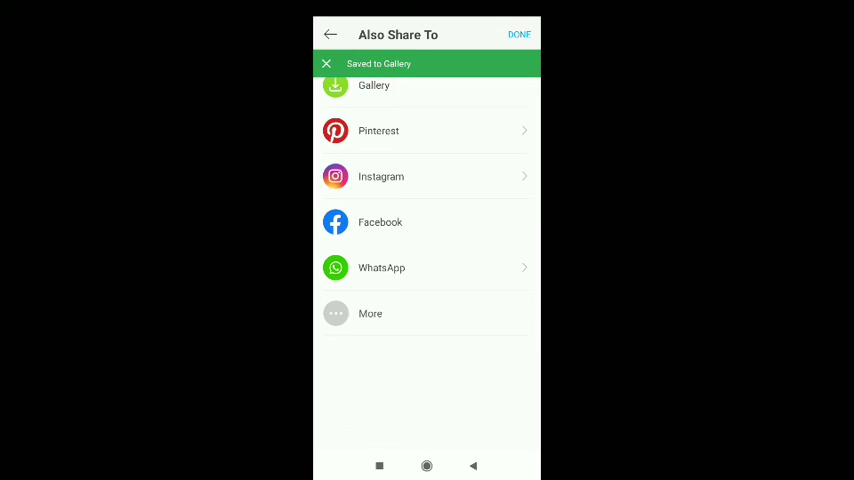 Also Share To
DONE
Saved to Gallery
Gallery
Pinterest
Instagram
Facebook
WhatsApp
More